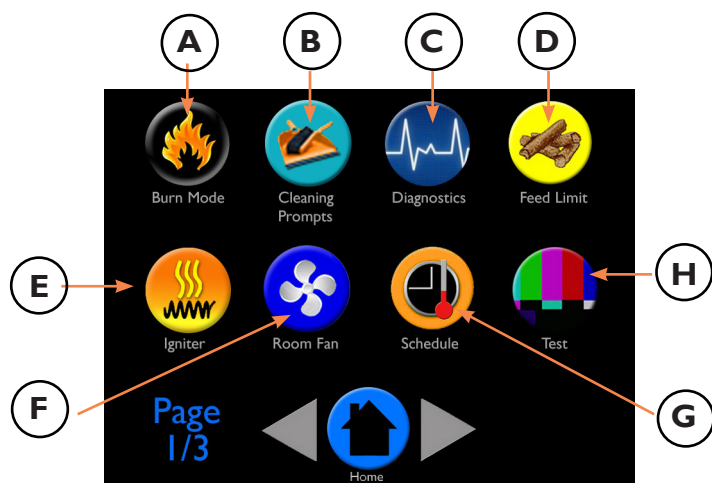 A
B
C
D
Burn Mode
Cleaning
Prompts
Diagnostics
Feed Limit
E
H
Igniter
Room Fan
Schedule
Test
F
G
Page
1/3
Home